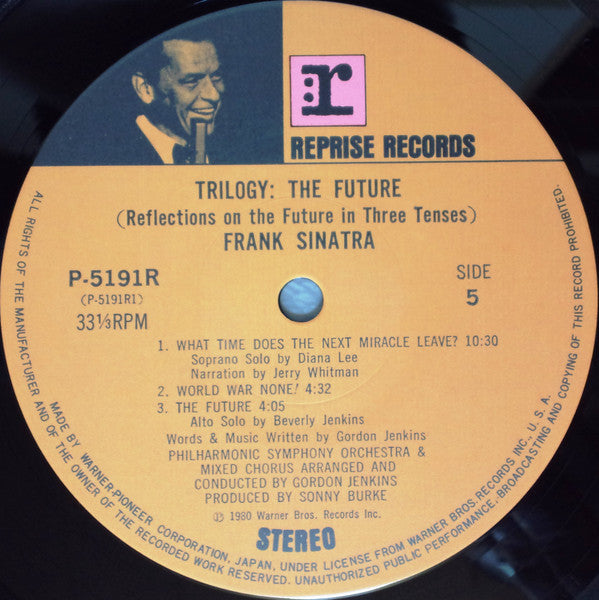 r
REPRISE RECORDS
TRILOGY: THE FUTURE
(Reflections on the Future in Three Tenses)
FRANK SINATRA
P-5191R
(P-5191R1)
33⅓RPM
SIDE
5
1. WHAT TIME DOES THE NEXT MIRACLE LEAVE? 10:30
Soprano Solo by Diana Lee
Narration by Jerry Whitman
2. WORLD WAR NONE! 4:32
3. THE FUTURE 4:05
Alto Solo by Beverly Jenkins
Words & Music Written by Gordon Jenkins
PHILHARMONIC SYMPHONY ORCHESTRA &
MIXED CHORUS ARRANGED AND
CONDUCTED BY GORDON JENKINS
PRODUCED BY SONNY BURKE
℗ 1980 Warner Bros. Records Inc.
STEREO
ALL RIGHTS OF THE MANUFACTURER AND OF THE OWNER OF THE RECORDED WORK RESERVED. UNAUTHORIZED PUBLIC PERFORMANCE, BROADCASTING AND COPYING OF THIS RECORD PROHIBITED.
MADE BY WARNER-PIONEER CORPORATION, JAPAN, UNDER LICENSE FROM WARNER BROS. RECORDS INC., U. S. A.